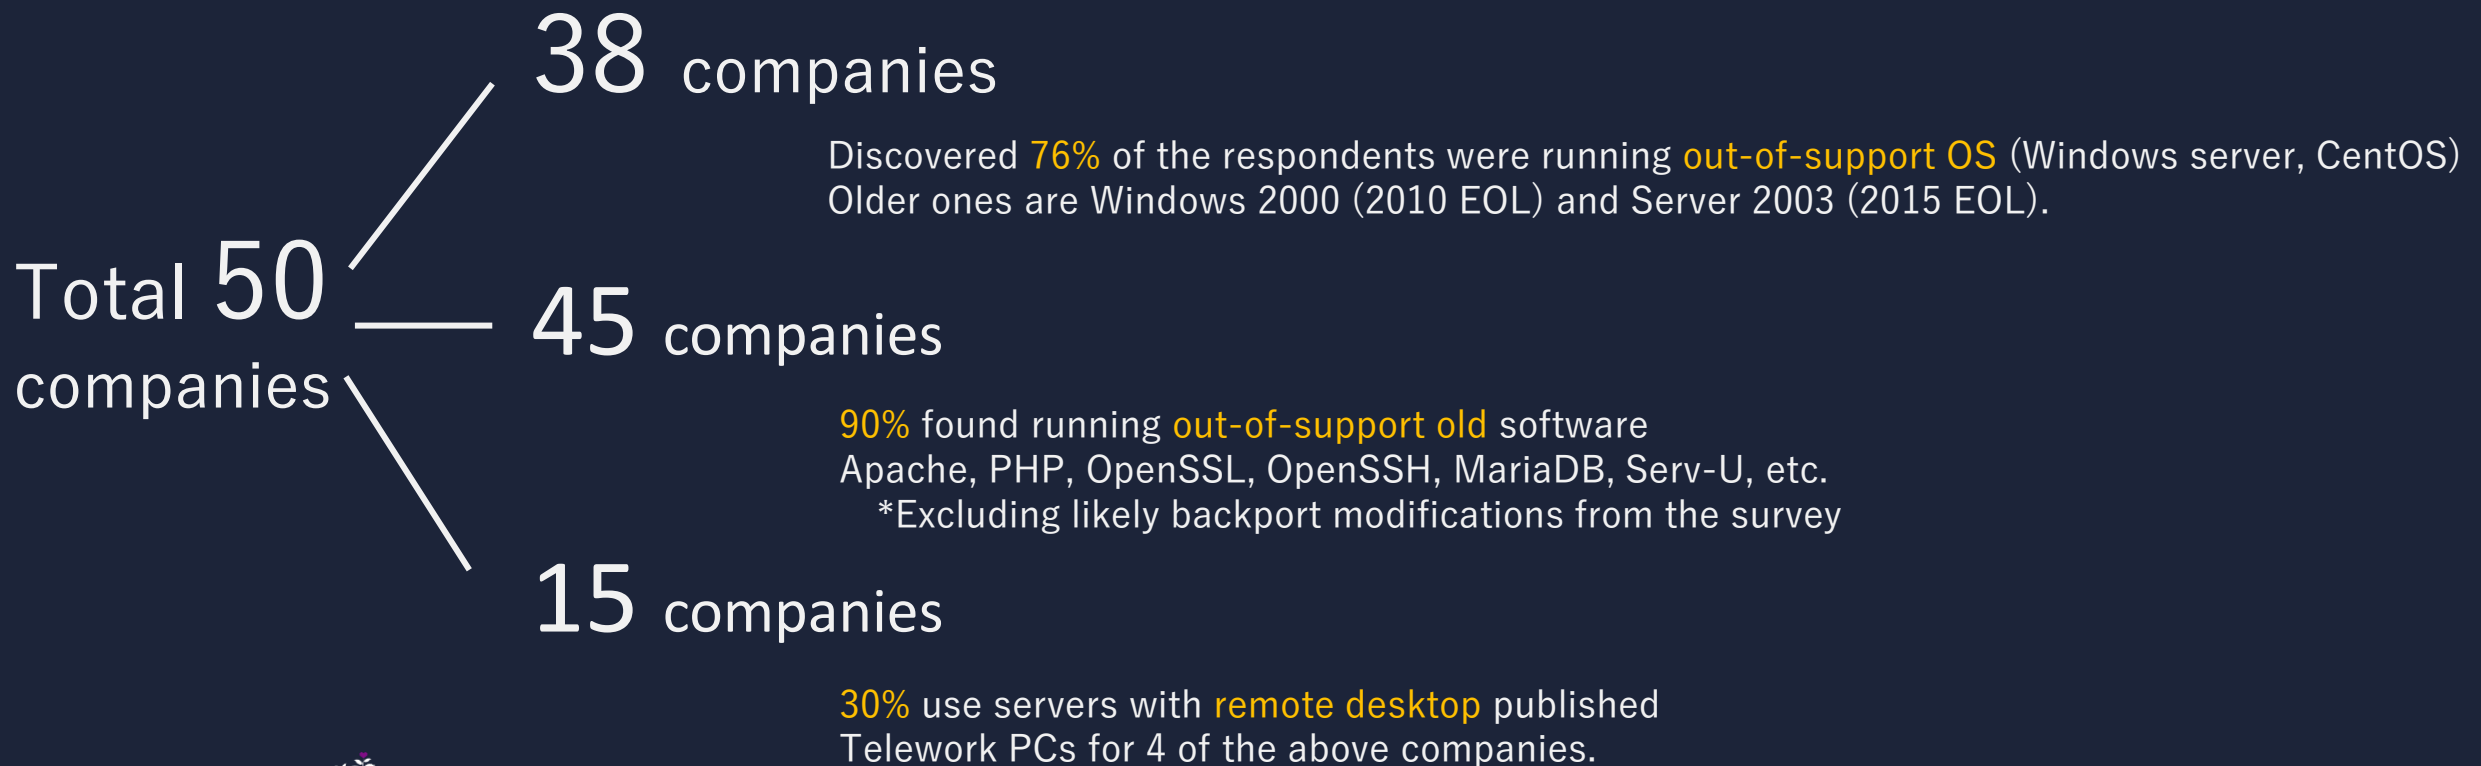 Total 50
companies
38 companies
Discovered 76% of the respondents were running out-of-support OS (Windows server, CentOS)
Older ones are Windows 2000 (2010 EOL) and Server 2003 (2015 EOL).
45 companies
90% found running out-of-support old software
Apache, PHP, OpenSSL, OpenSSH, MariaDB, Serv-U, etc.
*Excluding likely backport modifications from the survey
15 companies
30% use servers with remote desktop published
Telework PCs for 4 of the above companies.